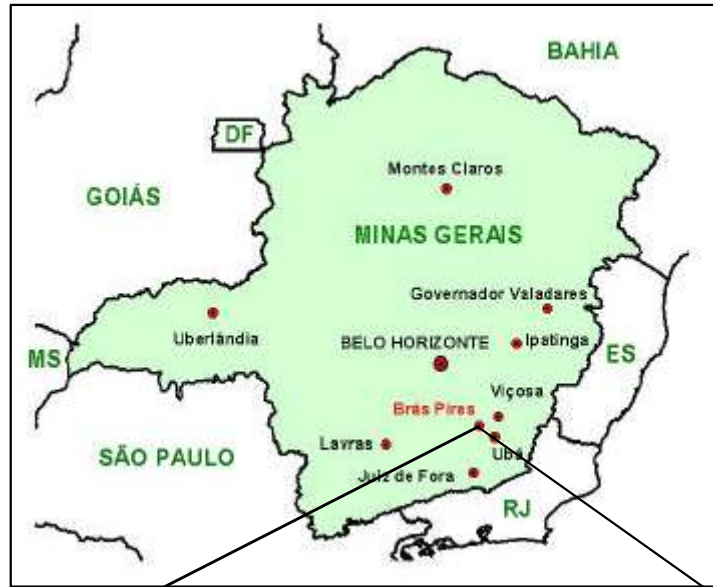 BAHIA
DF
Montes Claros
GOIÁS
MINAS GERAIS
Governador Valadares
Uberlândia
BELO HORIZONTE
Ipatinga
MS
ES
Viçosa
Brás Pires
Lavras
Ubá
SÃO PAULO
Juiz de Fora
RJ